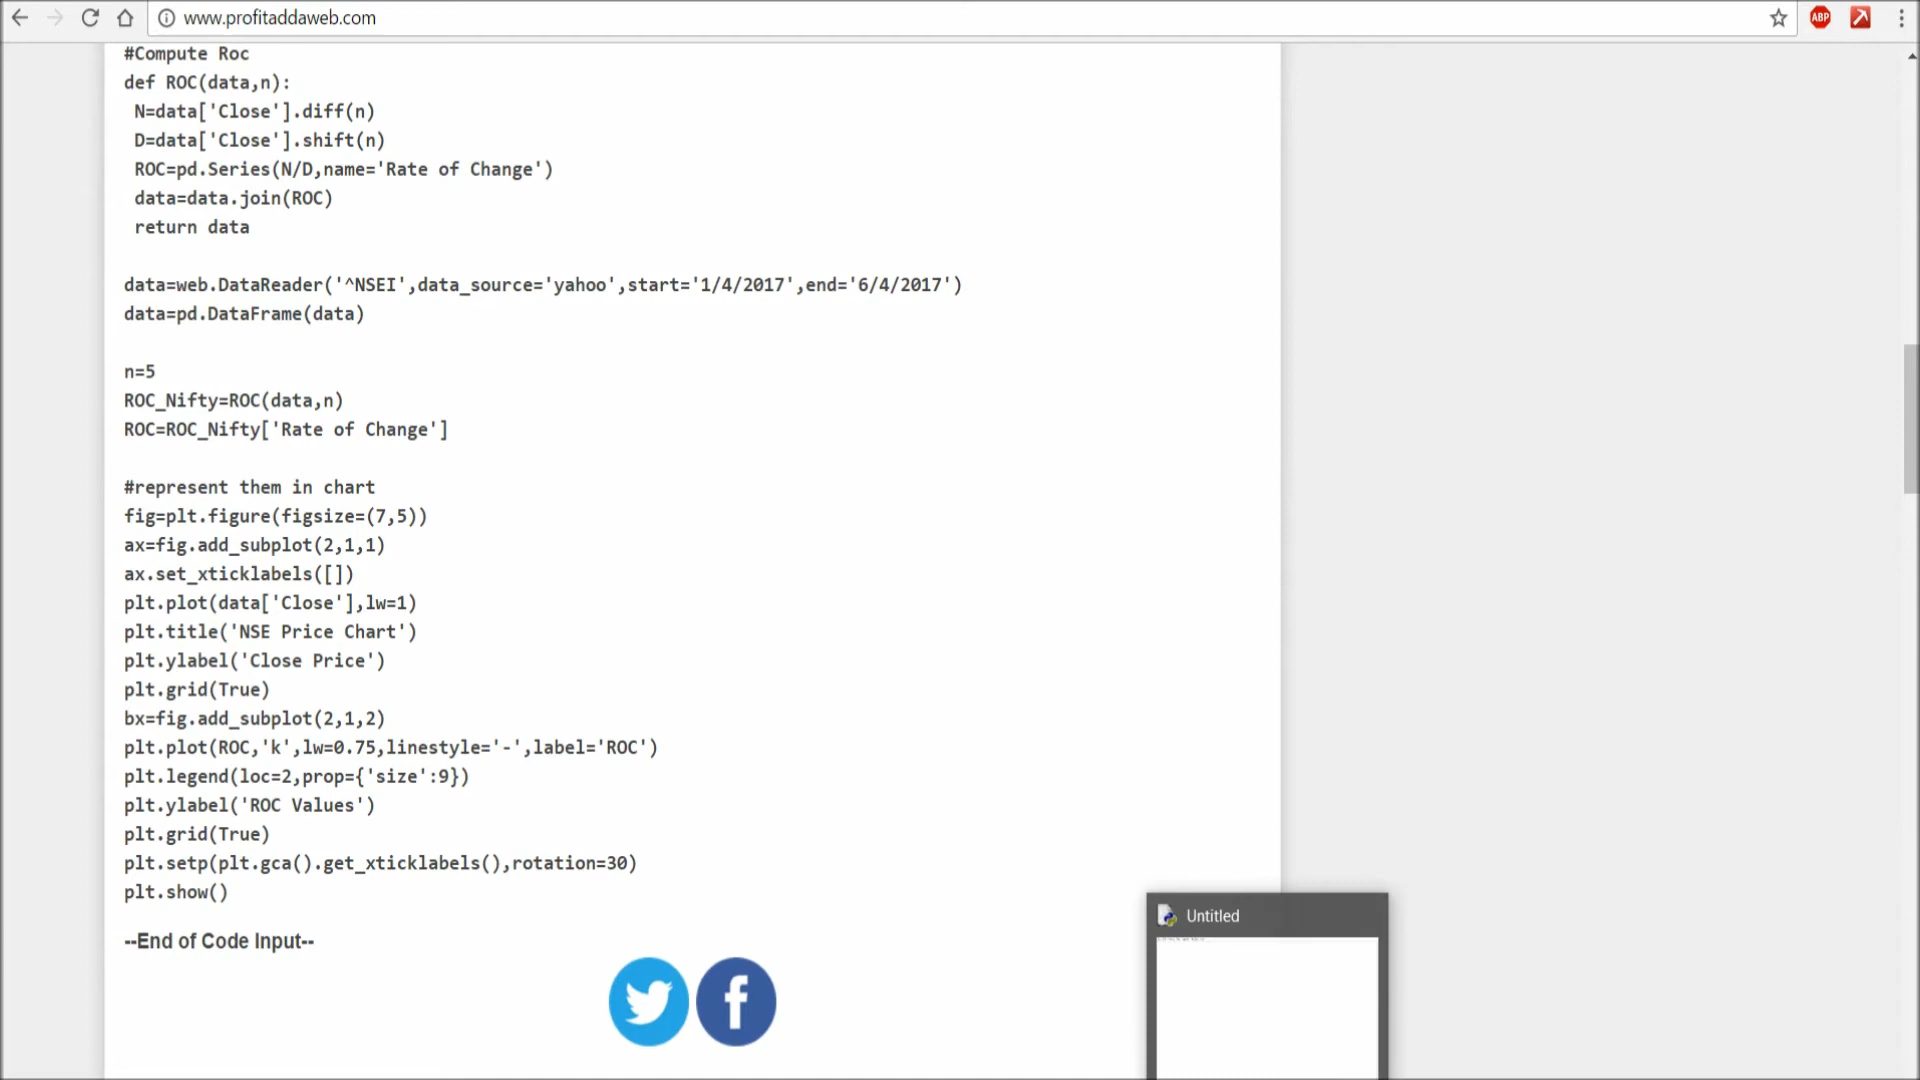 www.profitaddaweb.com
ABP
#Compute Roc
def ROC(data,n):
 N=data['Close'].diff(n)
 D=data['Close'].shift(n)
 ROC=pd.Series(N/D,name='Rate of Change')
 data=data.join(ROC)
 return data
data=web.DataReader('^NSEI',data_source='yahoo',start='1/4/2017',end='6/4/2017')
data=pd.DataFrame(data)
n=5
ROC_Nifty=ROC(data,n)
ROC=ROC_Nifty['Rate of Change']
#represent them in chart
fig=plt.figure(figsize=(7,5))
ax=fig.add_subplot(2,1,1)
ax.set_xticklabels([])
plt.plot(data['Close'],lw=1)
plt.title('NSE Price Chart')
plt.ylabel('Close Price')
plt.grid(True)
bx=fig.add_subplot(2,1,2)
plt.plot(ROC,'k',lw=0.75,linestyle='-',label='ROC')
plt.legend(loc=2,prop={'size':9})
plt.ylabel('ROC Values')
plt.grid(True)
plt.setp(plt.gca().get_xticklabels(),rotation=30)
plt.show()
--End of Code Input--
Untitled